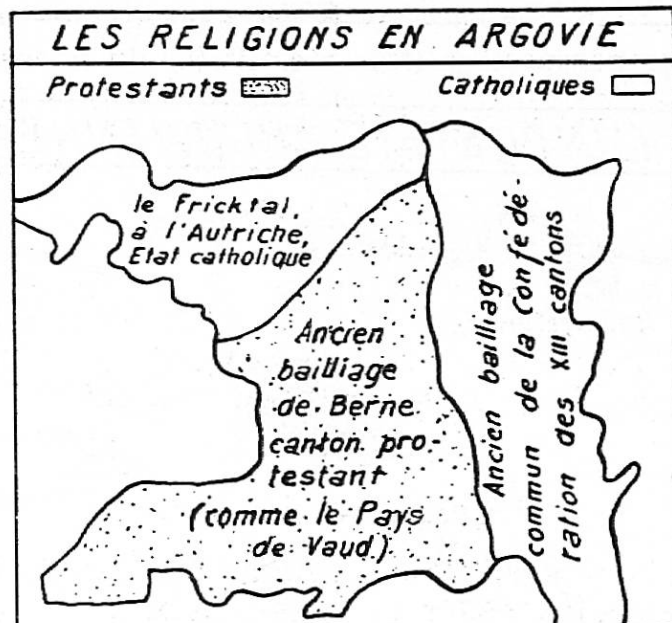 LES RELIGIONS EN ARGOVIE
Protestants
Catholiques
le Fricktal,
à l'Autriche,
Etat catholique
Ancien
bailliage
de Berne
canton pro-
testant
(comme le Pays
de Vaud)
Ancien bailliage
commun de la Confédé-
ration des XIII cantons